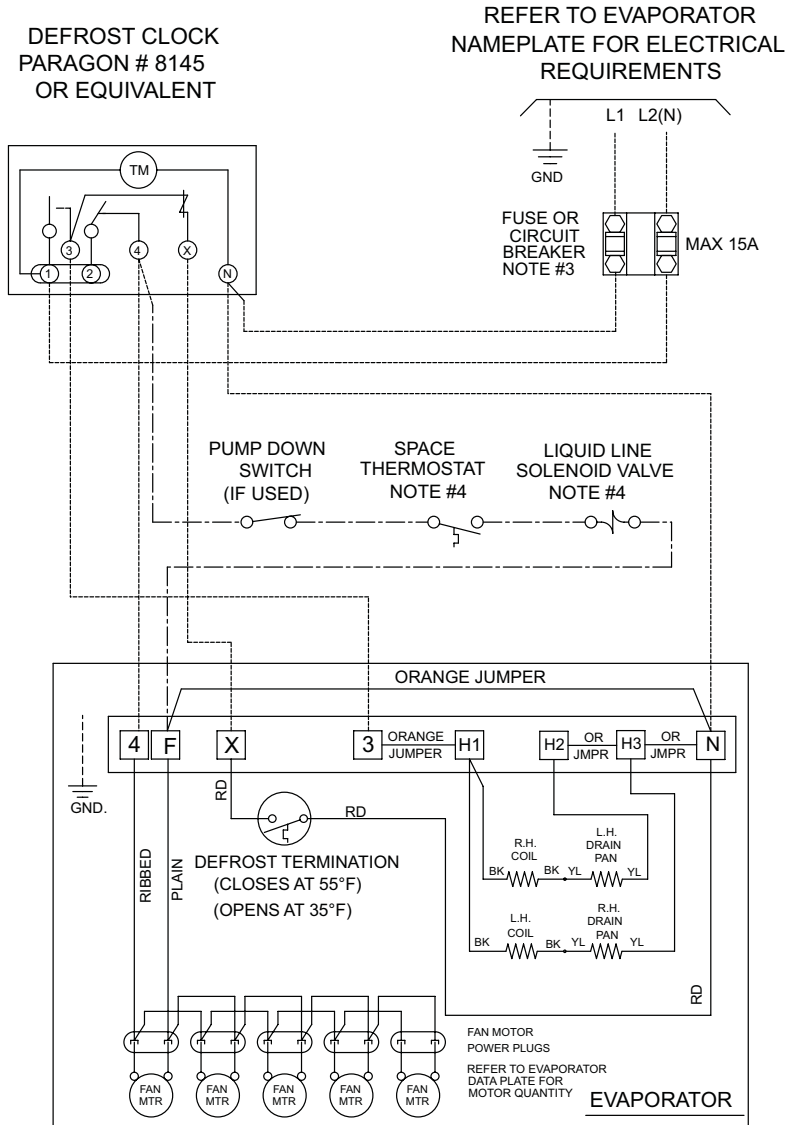 DEFROST CLOCK
PARAGON # 8145
OR EQUIVALENT
REFER TO EVAPORATOR
NAMEPLATE FOR ELECTRICAL
REQUIREMENTS
L1 L2(N)
GND
FUSE OR
CIRCUIT
BREAKER
NOTE #3
MAX 15A
TM
3
4
X
1
2
N
PUMP DOWN
SWITCH
(IF USED)
SPACE
THERMOSTAT
NOTE #4
LIQUID LINE
SOLENOID VALVE
NOTE #4
ORANGE JUMPER
4
F
X
3
ORANGE
JUMPER
H1
H2
OR
JMPR
H3
OR
JMPR
N
GND.
RD
RD
DEFROST TERMINATION
(CLOSES AT 55°F)
(OPENS AT 35°F)
RIBBED
PLAIN
R.H.
COIL
L.H.
DRAIN
PAN
BK
BK
YL
YL
L.H.
COIL
R.H.
DRAIN
PAN
BK
BK
YL
YL
RD
FAN MOTOR
POWER PLUGS
REFER TO EVAPORATOR
DATA PLATE FOR
MOTOR QUANTITY
FAN
MTR
FAN
MTR
FAN
MTR
FAN
MTR
FAN
MTR
EVAPORATOR